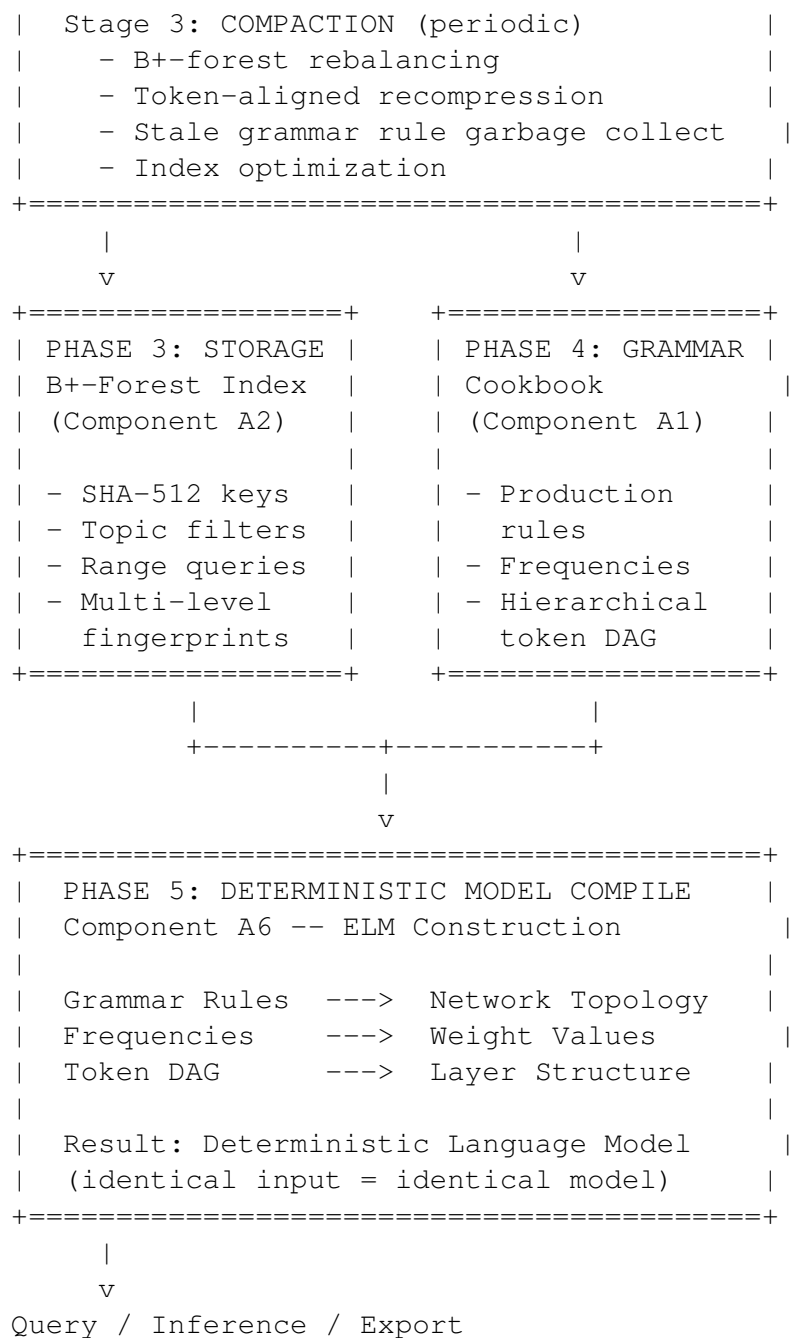 |  Stage 3: COMPACTION (periodic)          |
|    - B+-forest rebalancing               |
|    - Token-aligned recompression         |
|    - Stale grammar rule garbage collect   |
|    - Index optimization                  |
+==========================================+
     |                          |
     v                          v
+==================+    +==================+
| PHASE 3: STORAGE |    | PHASE 4: GRAMMAR |
| B+-Forest Index  |    | Cookbook          |
| (Component A2)   |    | (Component A1)   |
|                  |    |                  |
| - SHA-512 keys   |    | - Production     |
| - Topic filters  |    |   rules          |
| - Range queries  |    | - Frequencies    |
| - Multi-level    |    | - Hierarchical   |
|   fingerprints   |    |   token DAG      |
+==================+    +==================+
          |                      |
          +----------+-----------+
                     |
                     v
+==========================================+
|  PHASE 5: DETERMINISTIC MODEL COMPILE    |
|  Component A6 -- ELM Construction         |
|                                          |
|  Grammar Rules  --->  Network Topology   |
|  Frequencies    --->  Weight Values       |
|  Token DAG      --->  Layer Structure    |
|                                          |
|  Result: Deterministic Language Model     |
|  (identical input = identical model)     |
+==========================================+
     |
     v
Query / Inference / Export